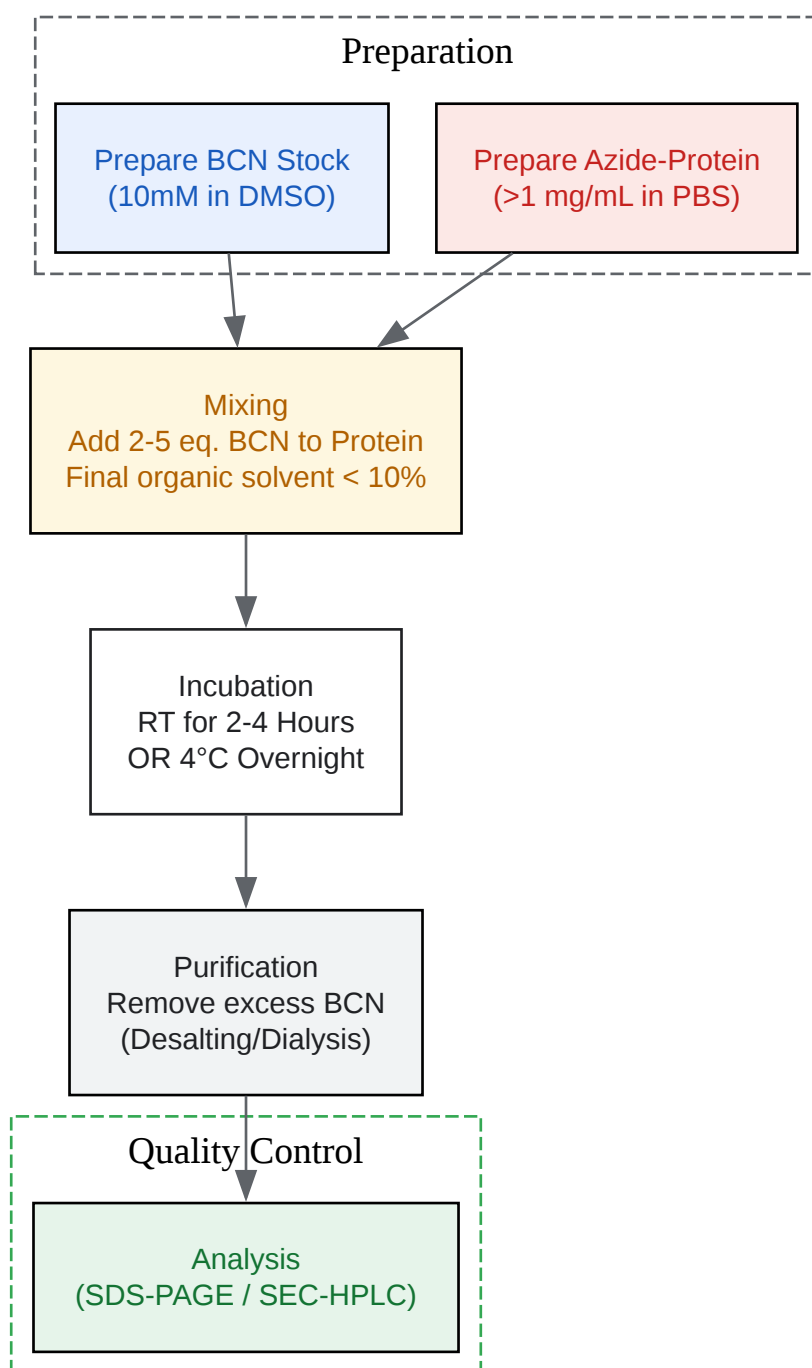 Preparation
Prepare BCN Stock
(10mM in DMSO)
Prepare Azide-Protein
(>1 mg/mL in PBS)
Mixing
Add 2-5 eq. BCN to Protein
Final organic solvent < 10%
Incubation
RT for 2-4 Hours
OR 4°C Overnight
Purification
Remove excess BCN
(Desalting/Dialysis)
Quality Control
Analysis
(SDS-PAGE / SEC-HPLC)